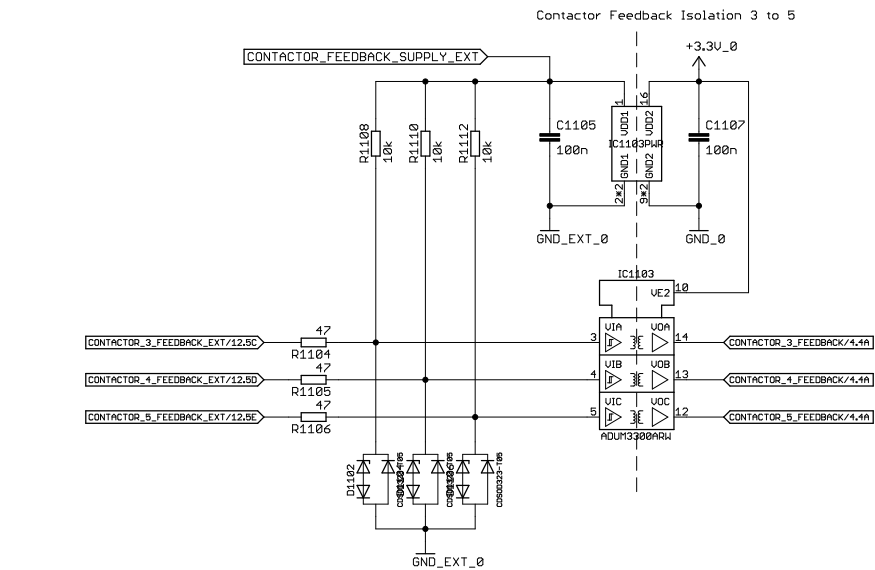 Contactor Feedback Isolation 3 to 5
+3.3V_0
CONTACTOR_FEEDBACK_SUPPLY_EXT
R1108
10k
R1110
10k
R1112
10k
C1105
100n
1
16
VDD1
VDD2
IC1103PWR
GND1
GND2
2*2
9*2
C1107
100n
GND_EXT_0
GND_0
IC1103
VE2
10
CONTACTOR_3_FEEDBACK_EXT/12.5C
47
R1104
3
VIA
VOA
14
CONTACTOR_3_FEEDBACK/4.4A
CONTACTOR_4_FEEDBACK_EXT/12.5D
47
R1105
4
VIB
VOB
13
CONTACTOR_4_FEEDBACK/4.4A
CONTACTOR_5_FEEDBACK_EXT/12.5E
47
R1106
5
VIC
VOC
12
CONTACTOR_5_FEEDBACK/4.4A
ADUM3300ARW
D1102
CDSOD323-T05
GND_EXT_0